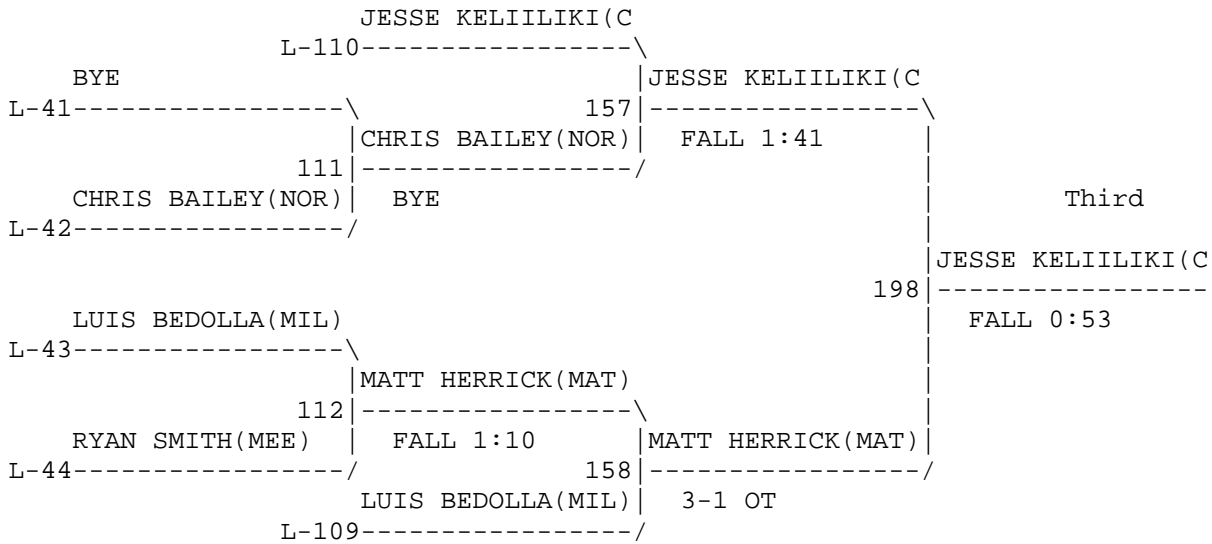 JESSE KELIILIKI(C
L-110-----------------\
BYE |JESSE KELIILIKI(C
L-41-----------------\ 157|-----------------\
|CHRIS BAILEY(NOR)| FALL 1:41 |
111|-----------------/ |
CHRIS BAILEY(NOR)| BYE | Third
L-42-----------------/ |
|JESSE KELIILIKI(C
198|-----------------
LUIS BEDOLLA(MIL) | FALL 0:53
L-43-----------------\ |
|MATT HERRICK(MAT) |
112|-----------------\ |
RYAN SMITH(MEE) | FALL 1:10 |MATT HERRICK(MAT)|
L-44-----------------/ 158|-----------------/
LUIS BEDOLLA(MIL)| 3-1 OT
L-109-----------------/